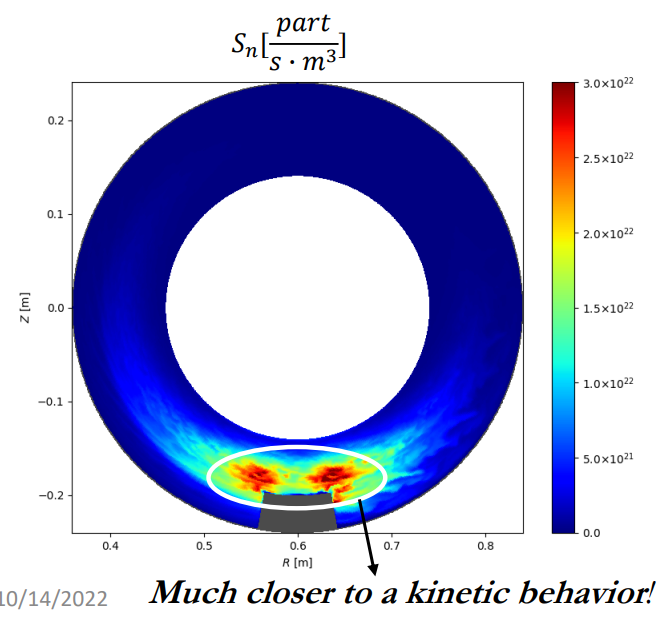 S_n[part/(s · m^3)]
3.0×10^22
0.2
2.5×10^22
0.1
2.0×10^22
Z [m]
0.0
1.5×10^22
−0.1
1.0×10^22
−0.2
5.0×10^21
0.0
0.4 0.5 0.6 0.7 0.8
R [m]
10/14/2022
Much closer to a kinetic behavior!